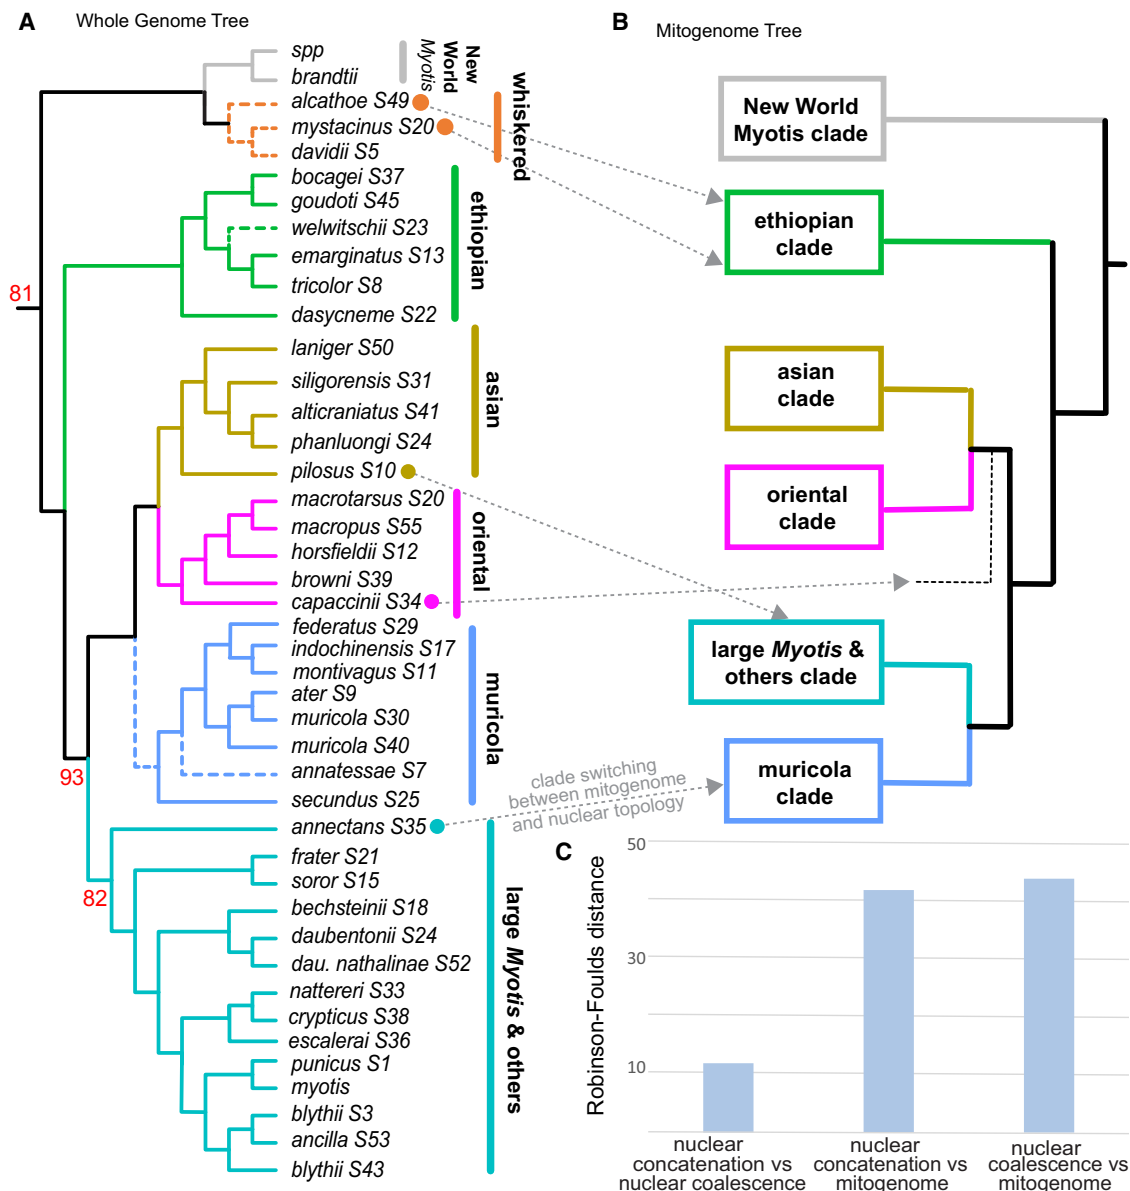 A
Whole Genome Tree
spp
brandtii
alcathoe S49
mystacinus S20
davidii S5
bocagei S37
goudoti S45
welwitschii S23
emarginatus S13
tricolor S8
dasycneme S22
laniger S50
siligorensis S31
alticraniatus S41
phanluongi S24
pilosus S10
macrotarsus S20
macropus S55
horsfieldii S12
browni S39
capaccinii S34
federatus S29
indochinensis S17
montivagus S11
ater S9
muricola S30
muricola S40
annatessae S7
secundus S25
annectans S35
frater S21
soror S15
bechsteinii S18
daubentonii S24
dau. nathalinae S52
nattereri S33
crypticus S38
escalerai S36
punicus S1
myotis
blythii S3
ancilla S53
blythii S43
81
93
82
New
World
Myotis
whiskered
ethiopian
asian
oriental
muricola
large Myotis & others
clade switching
between mitogenome
and nuclear topology
B
Mitogenome Tree
New World
Myotis clade
ethiopian
clade
asian
clade
oriental
clade
large Myotis &
others clade
muricola
clade
C
Robinson-Foulds distance
50
30
10
nuclear
concatenation vs
nuclear coalescence
nuclear
concatenation vs
mitogenome
nuclear
coalescence vs
mitogenome